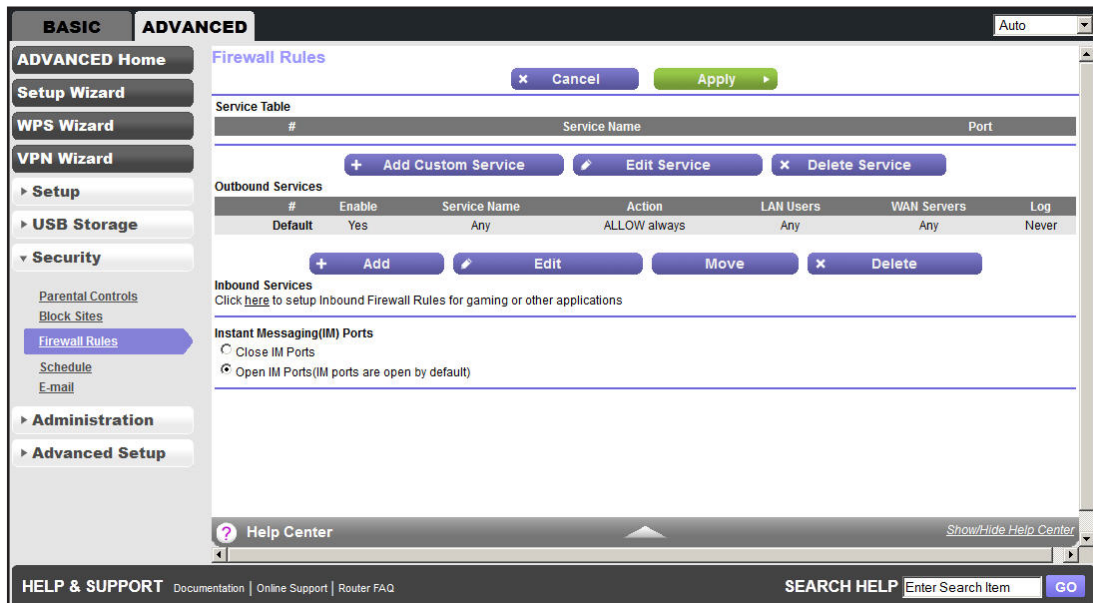 BASIC ADVANCED Auto
ADVANCED Home
Setup Wizard
WPS Wizard
VPN Wizard
Setup
USB Storage
Security
Parental Controls
Block Sites
Firewall Rules
Schedule
E-mail
Administration
Advanced Setup
Firewall Rules
Cancel Apply
Service Table
# Service Name Port
Add Custom Service Edit Service Delete Service
Outbound Services
# Enable Service Name Action LAN Users WAN Servers Log
Default Yes Any ALLOW always Any Any Never
Add Edit Move Delete
Inbound Services
Click here to setup Inbound Firewall Rules for gaming or other applications
Instant Messaging(IM) Ports
Close IM Ports
Open IM Ports(IM ports are open by default)
? Help Center Show/Hide Help Center
HELP & SUPPORT Documentation | Online Support | Router FAQ SEARCH HELP Enter Search Item GO